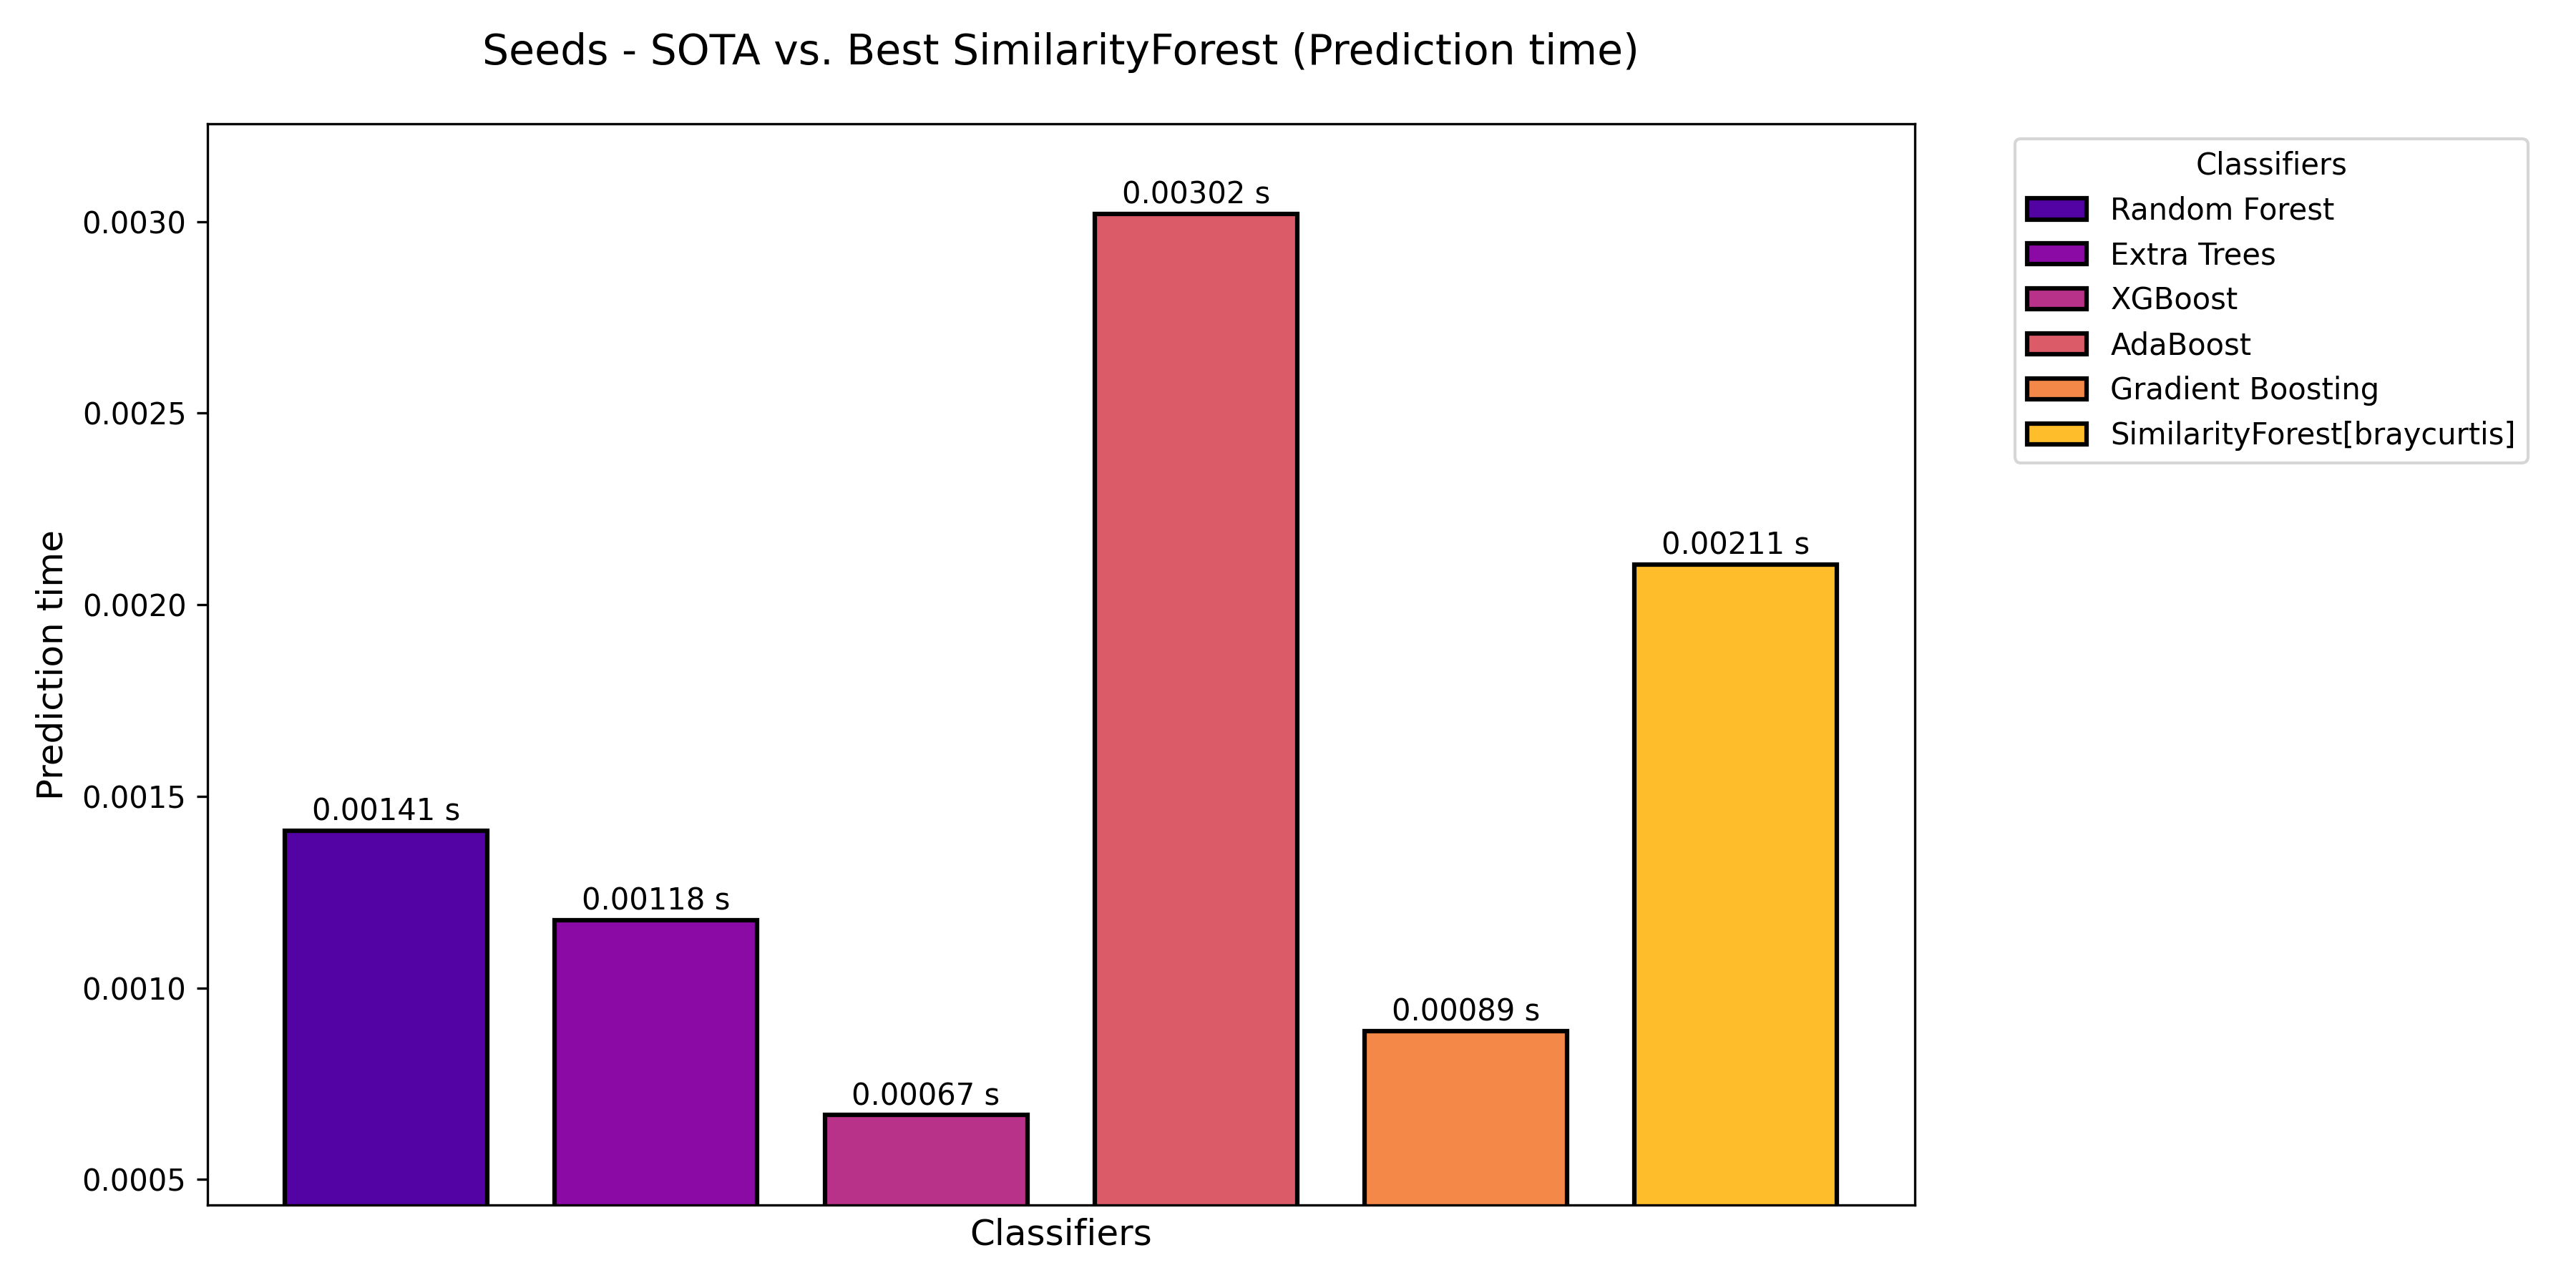 Seeds - SOTA vs. Best SimilarityForest (Prediction time)
Prediction time
0.0030
0.0025
0.0020
0.0015
0.0010
0.0005
0.00141 s
0.00118 s
0.00067 s
0.00302 s
0.00089 s
0.00211 s
Classifiers
Classifiers
Random Forest
Extra Trees
XGBoost
AdaBoost
Gradient Boosting
SimilarityForest[braycurtis]